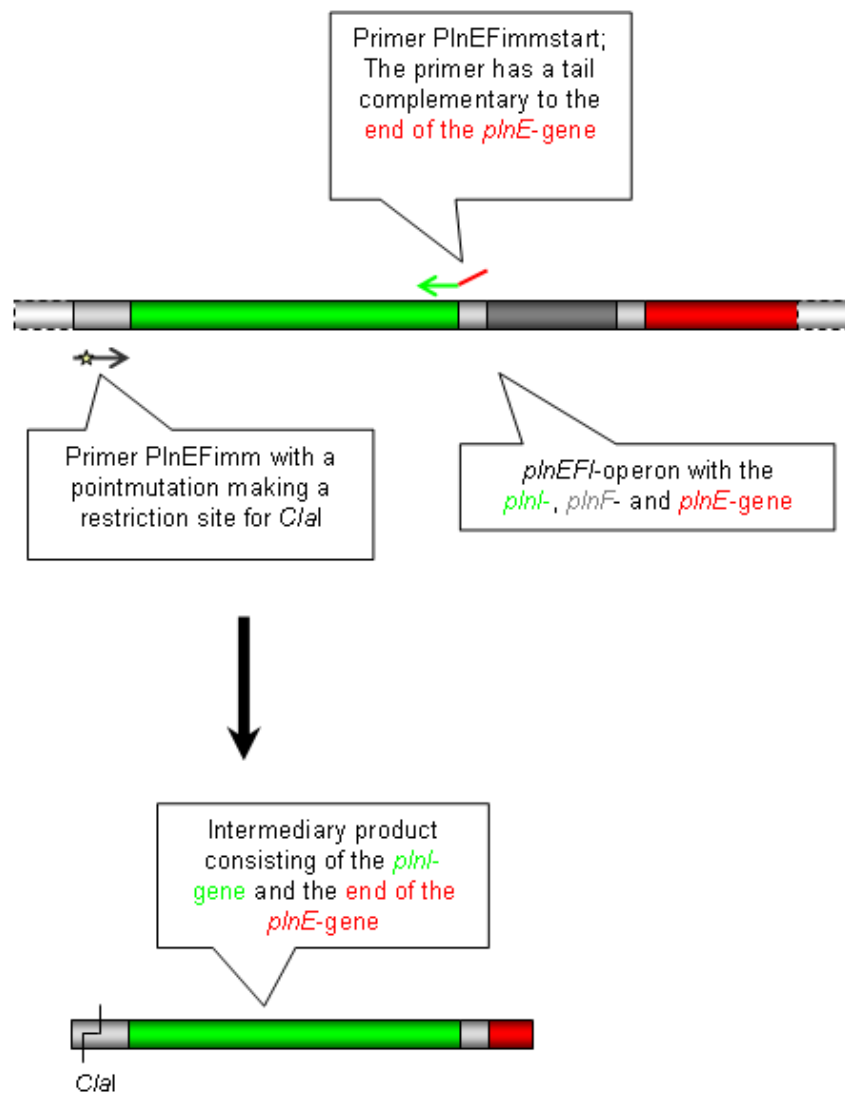 Primer PlnEFimmstart;
The primer has a tail
complementary to the
end of the plnE-gene
Primer PlnEFimm with a
pointmutation making a
restriction site for ClaI
plnEFI-operon with the
plnI-, plnF- and plnE-gene
Intermediary product
consisting of the plnI-
gene and the end of the
plnE-gene
ClaI